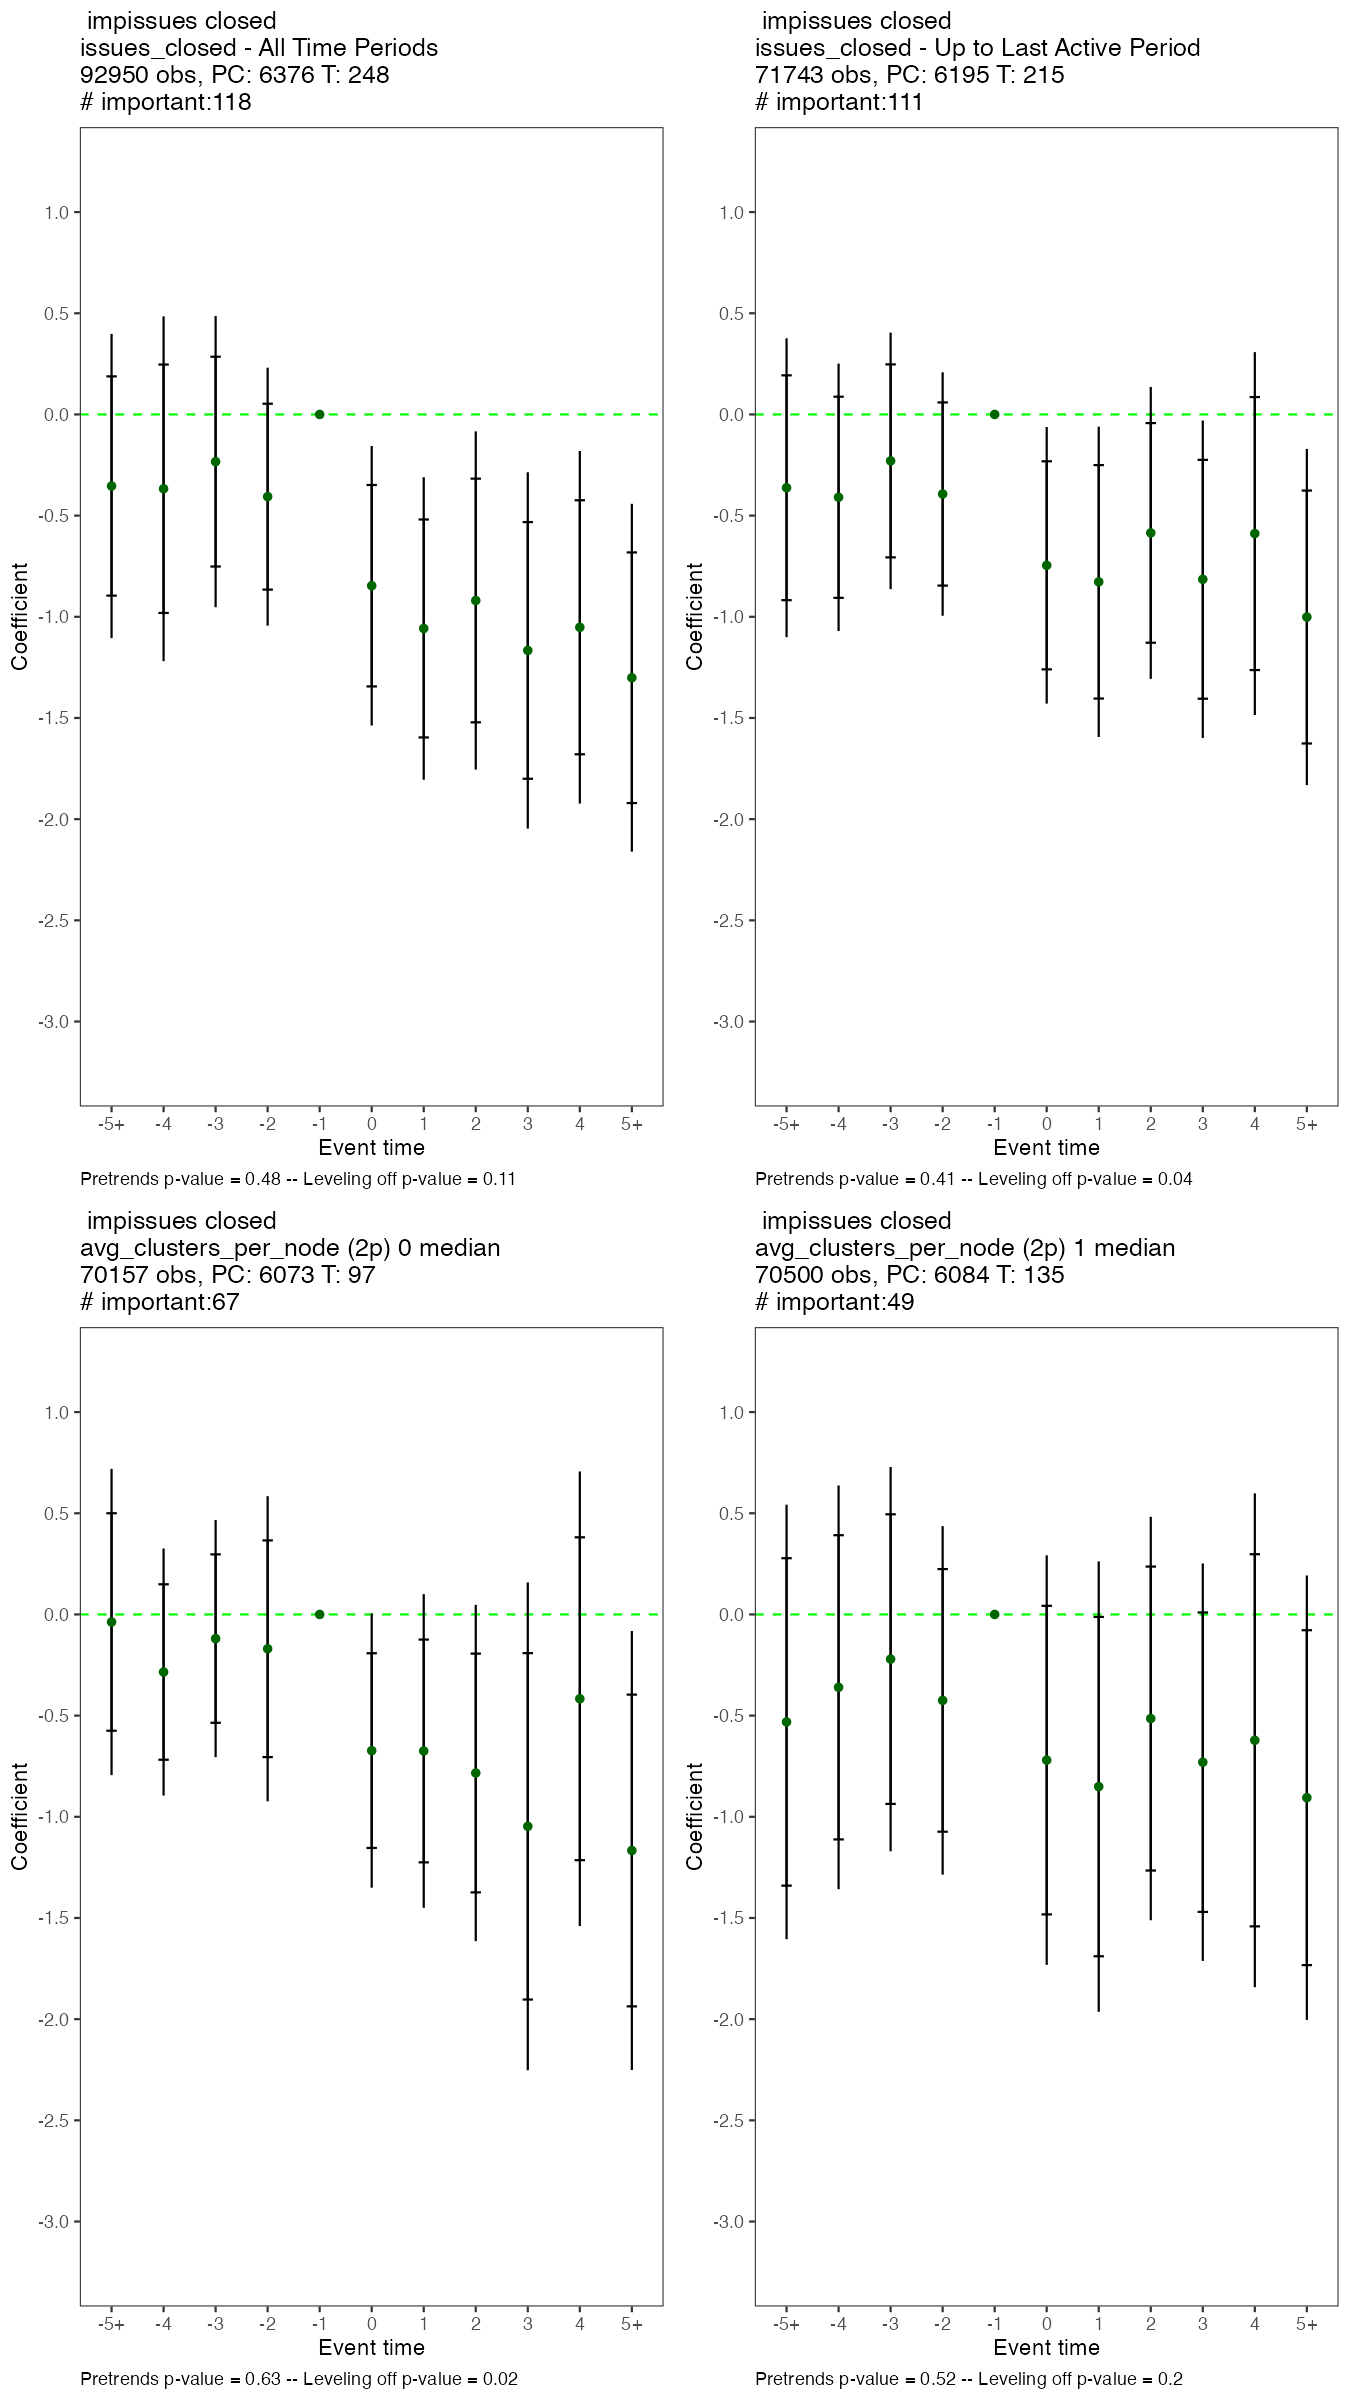 impissues closed
issues_closed - All Time Periods
92950 obs, PC: 6376 T: 248
# important:118
1.0
0.5
0.0
-0.5
-1.0
-1.5
-2.0
-2.5
-3.0
Coefficient
-5+ -4 -3 -2 -1 0 1 2 3 4 5+
Event time
Pretrends p-value = 0.48 -- Leveling off p-value = 0.11
impissues closed
issues_closed - Up to Last Active Period
71743 obs, PC: 6195 T: 215
# important:111
1.0
0.5
0.0
-0.5
-1.0
-1.5
-2.0
-2.5
-3.0
Coefficient
-5+ -4 -3 -2 -1 0 1 2 3 4 5+
Event time
Pretrends p-value = 0.41 -- Leveling off p-value = 0.04
impissues closed
avg_clusters_per_node (2p) 0 median
70157 obs, PC: 6073 T: 97
# important:67
1.0
0.5
0.0
-0.5
-1.0
-1.5
-2.0
-2.5
-3.0
Coefficient
-5+ -4 -3 -2 -1 0 1 2 3 4 5+
Event time
Pretrends p-value = 0.63 -- Leveling off p-value = 0.02
impissues closed
avg_clusters_per_node (2p) 1 median
70500 obs, PC: 6084 T: 135
# important:49
1.0
0.5
0.0
-0.5
-1.0
-1.5
-2.0
-2.5
-3.0
Coefficient
-5+ -4 -3 -2 -1 0 1 2 3 4 5+
Event time
Pretrends p-value = 0.52 -- Leveling off p-value = 0.2